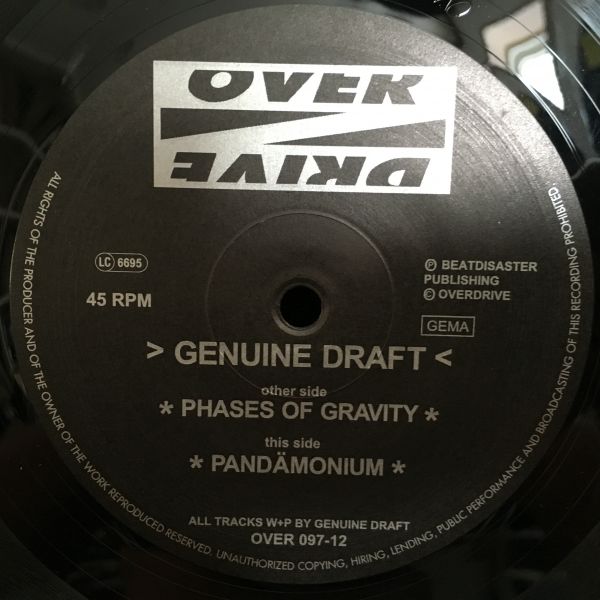 OVER
DRIVE
LC 6695
45 RPM
℗ BEATDISASTER
PUBLISHING
© OVERDRIVE
GEMA
> GENUINE DRAFT <
other side
* PHASES OF GRAVITY *
this side
* PANDÄMONiUM *
ALL TRACKS W+P BY GENUINE DRAFT
OVER 097-12
ALL RIGHTS OF THE PRODUCER AND OF THE OWNER OF THE WORK REPRODUCED RESERVED. UNAUTHORIZED COPYING, HIRING, LENDING, PUBLIC PERFORMANCE AND BROADCASTING OF THIS RECORDING PROHIBITED